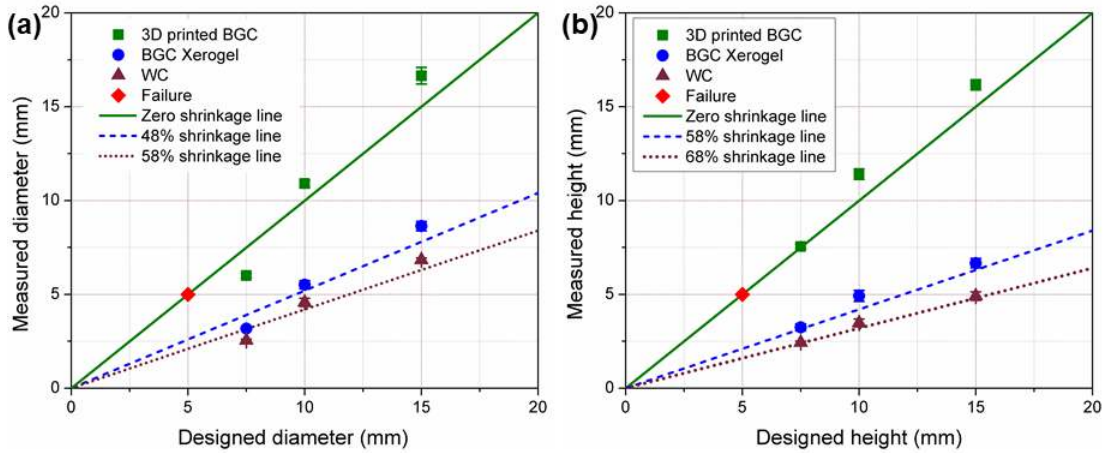 (a)
20
15
10
5
0
0 5 10 15 20
Measured diameter (mm)
Designed diameter (mm)
3D printed BGC
BGC Xerogel
WC
Failure
Zero shrinkage line
48% shrinkage line
58% shrinkage line
(b)
20
15
10
5
0
0 5 10 15 20
Measured height (mm)
Designed height (mm)
3D printed BGC
BGC Xerogel
WC
Failure
Zero shrinkage line
58% shrinkage line
68% shrinkage line